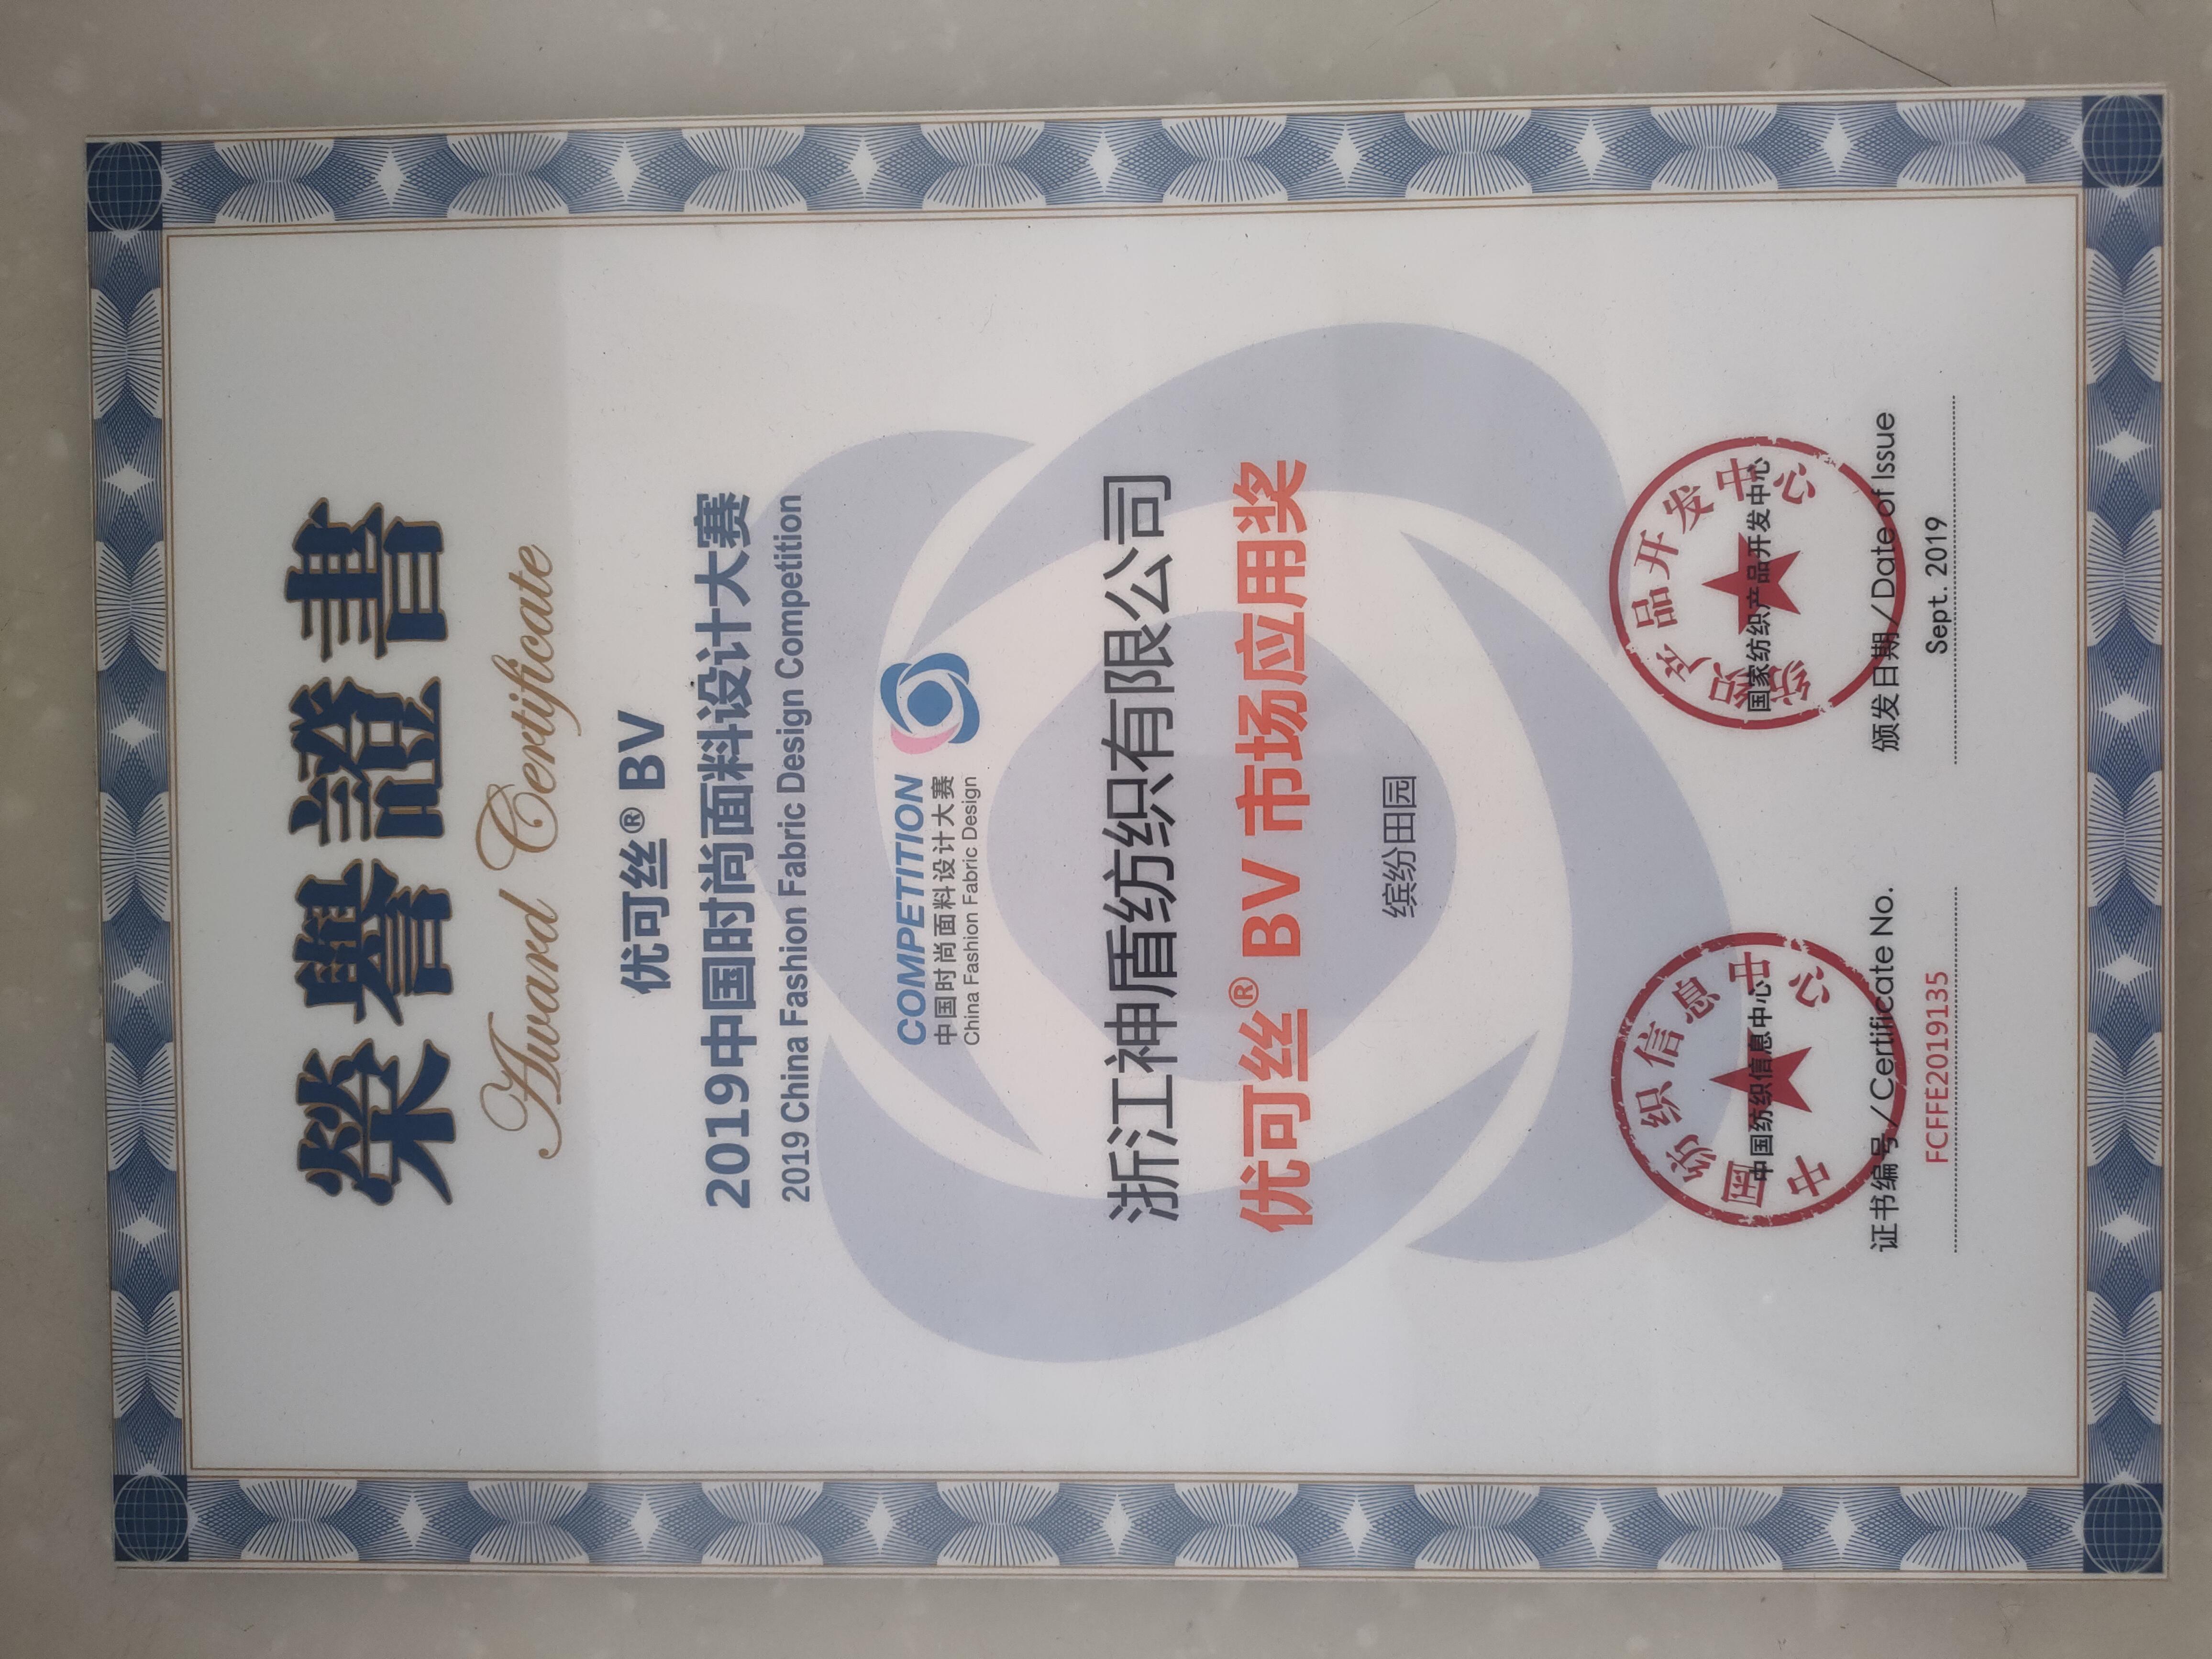 榮譽證書
Award Certificate
优可丝® BV
2019中国时尚面料设计大赛
2019 China Fashion Fabric Design Competition
COMPETITION
中国时尚面料设计大赛
China Fashion Fabric Design
浙江神盾纺织有限公司
优可丝® BV 市场应用奖
缤纷田园
中国纺织信息中心
中国纺织信息中心
纺织产品开发中心
国家纺织产品开发中心
证书编号/Certificate No.
FCFFE2019135
颁发日期/Date of Issue
Sept. 2019